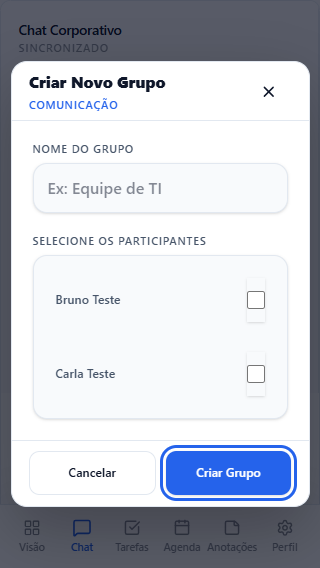 Chat Corporativo
SINCRONIZADO
Criar Novo Grupo
COMUNICAÇÃO
NOME DO GRUPO
Ex: Equipe de TI
SELECIONE OS PARTICIPANTES
Bruno Teste
Carla Teste
Cancelar
Criar Grupo
Visão
Chat
Tarefas
Agenda
Anotações
Perfil